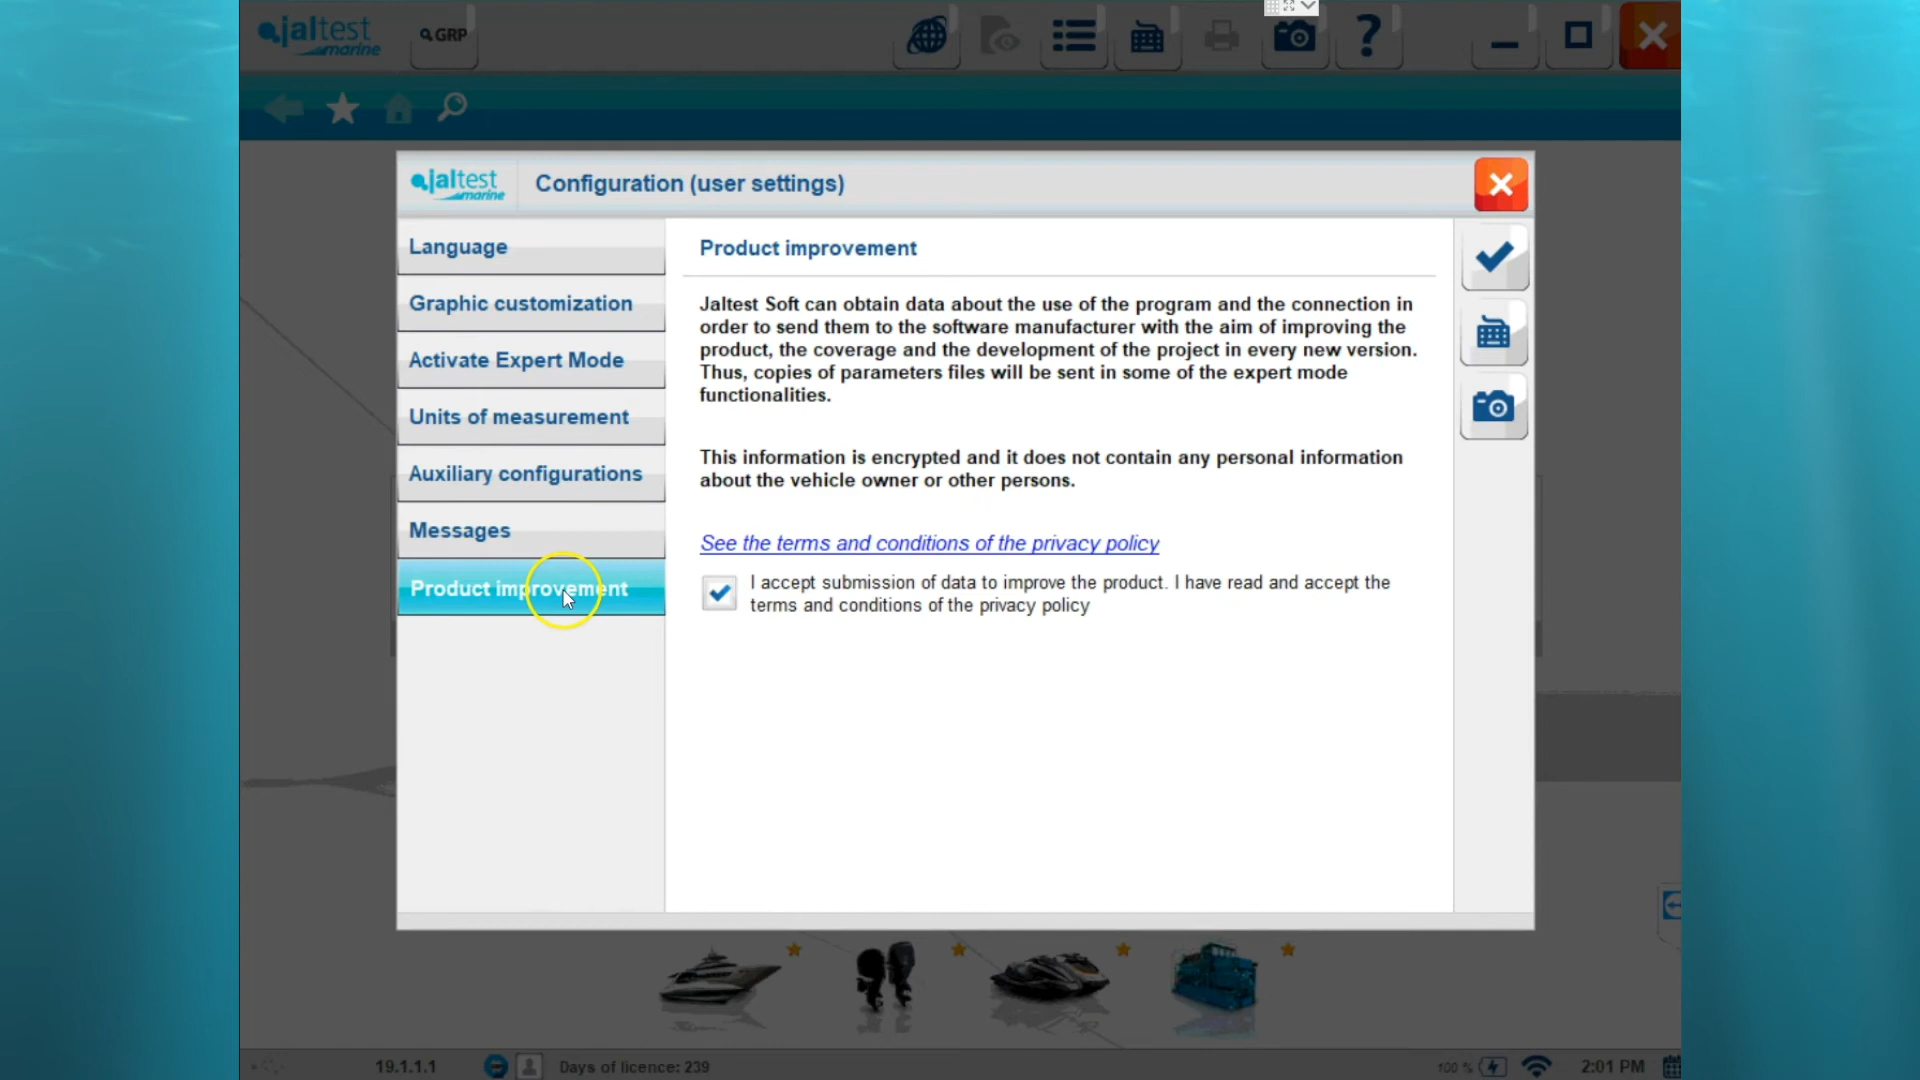 jaltest
marine
GRP
?
jaltest
marine
Configuration (user settings)
Language
Graphic customization
Activate Expert Mode
Units of measurement
Auxiliary configurations
Messages
Product improvement
Product improvement
Jaltest Soft can obtain data about the use of the program and the connection in
order to send them to the software manufacturer with the aim of improving the
product, the coverage and the development of the project in every new version.
Thus, copies of parameters files will be sent in some of the expert mode
functionalities.
This information is encrypted and it does not contain any personal information
about the vehicle owner or other persons.
See the terms and conditions of the privacy policy
I accept submission of data to improve the product. I have read and accept the
terms and conditions of the privacy policy
19.1.1.1
Days of licence: 239
100 %
2:01 PM